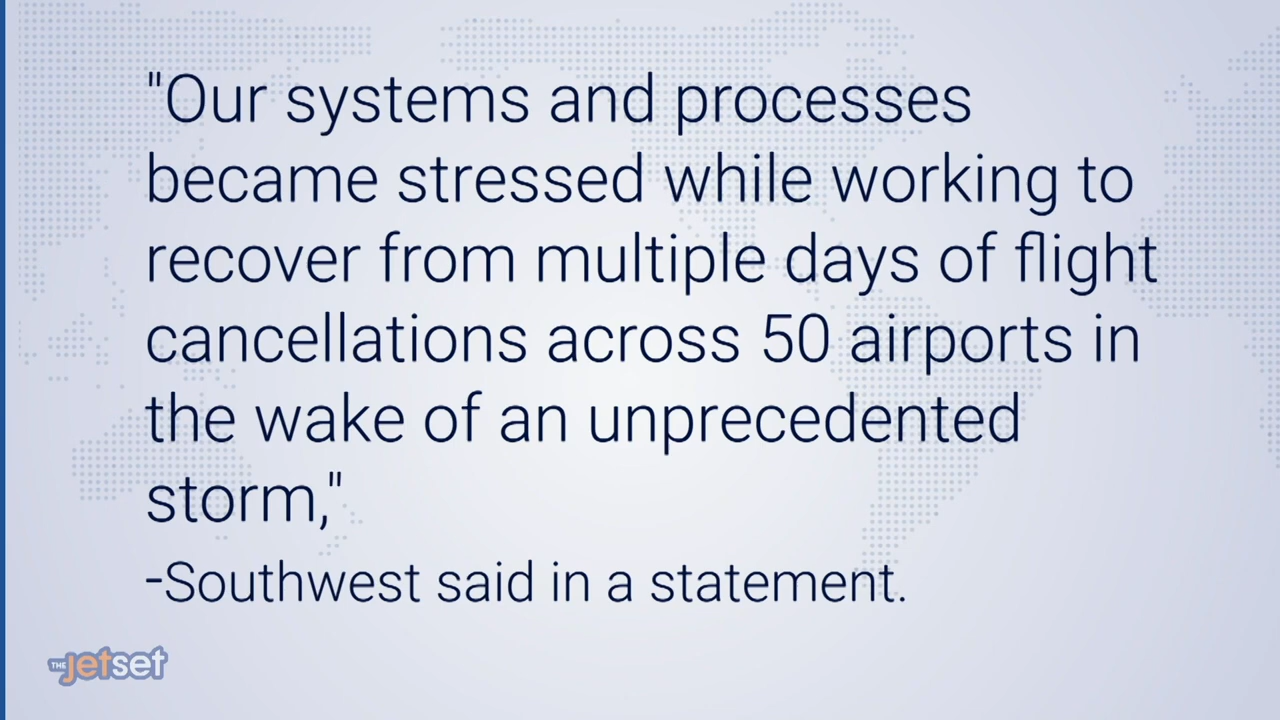 "Our systems and processes
became stressed while working to
recover from multiple days of flight
cancellations across 50 airports in
the wake of an unprecedented
storm,"
-Southwest said in a statement.
THE jetset